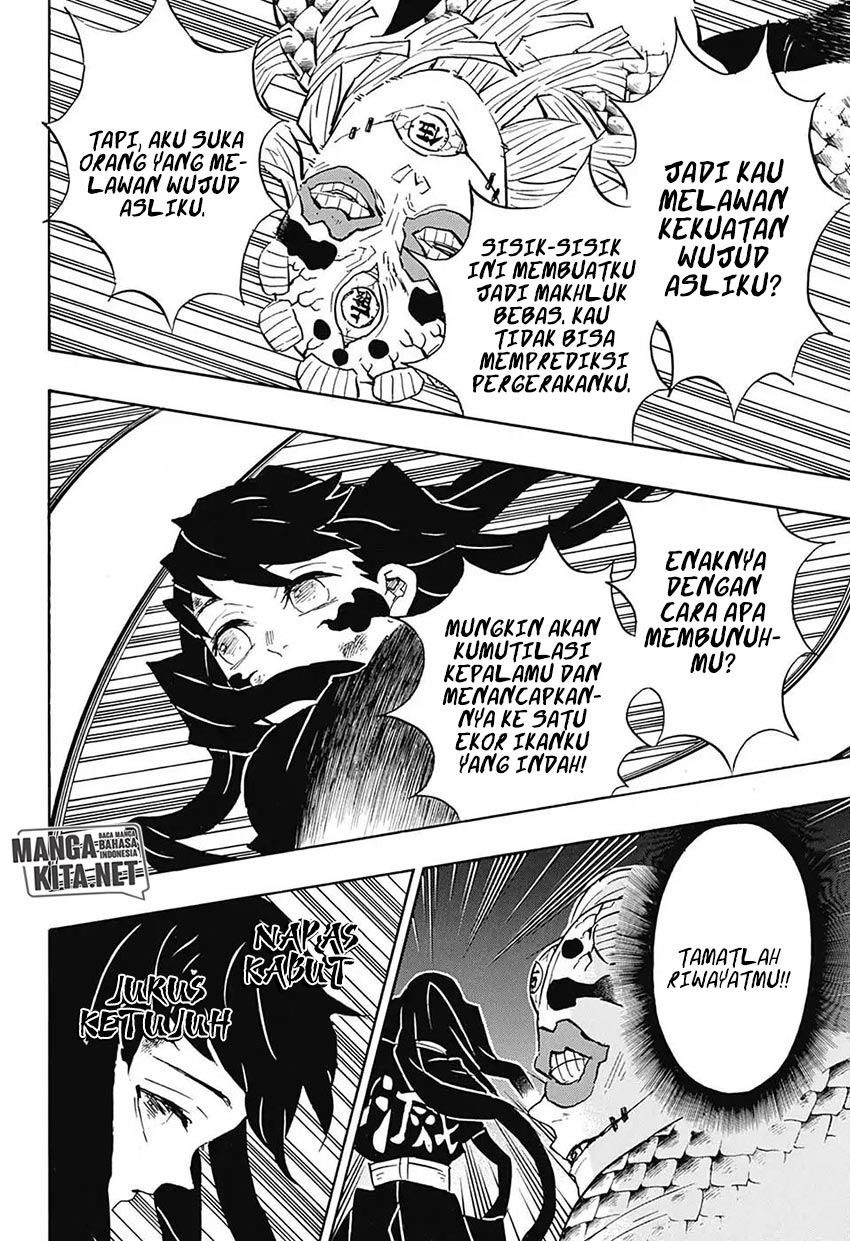 JADI KAU
MELAWAN
KEKUATAN
WUJUD
ASLIKU?
SISIK-SISIK
INI MEMBUATKU
JADI MAKHLUK
BEBAS. KAU
TIDAK BISA
MEMPREDIKSI
PERGERAKANKU.
TAPI, AKU SUKA
ORANG YANG ME-
LAWAN WUJUD
ASLIKU.
ENAKNYA
DENGAN
CARA APA
MEMBUNUH-
MU?
MUNGKIN AKAN
KUMUTILASI
KEPALAMU DAN
MENANCAPKAN-
NYA KE SATU
EKOR IKANKU
YANG INDAH!
MANGA
KITA.NET
BACA MANGA
BAHASA
INDONESIA
TAMATLAH
RIWAYATMU!!
NAPAS
KABUT
JURUS
KETUJUH